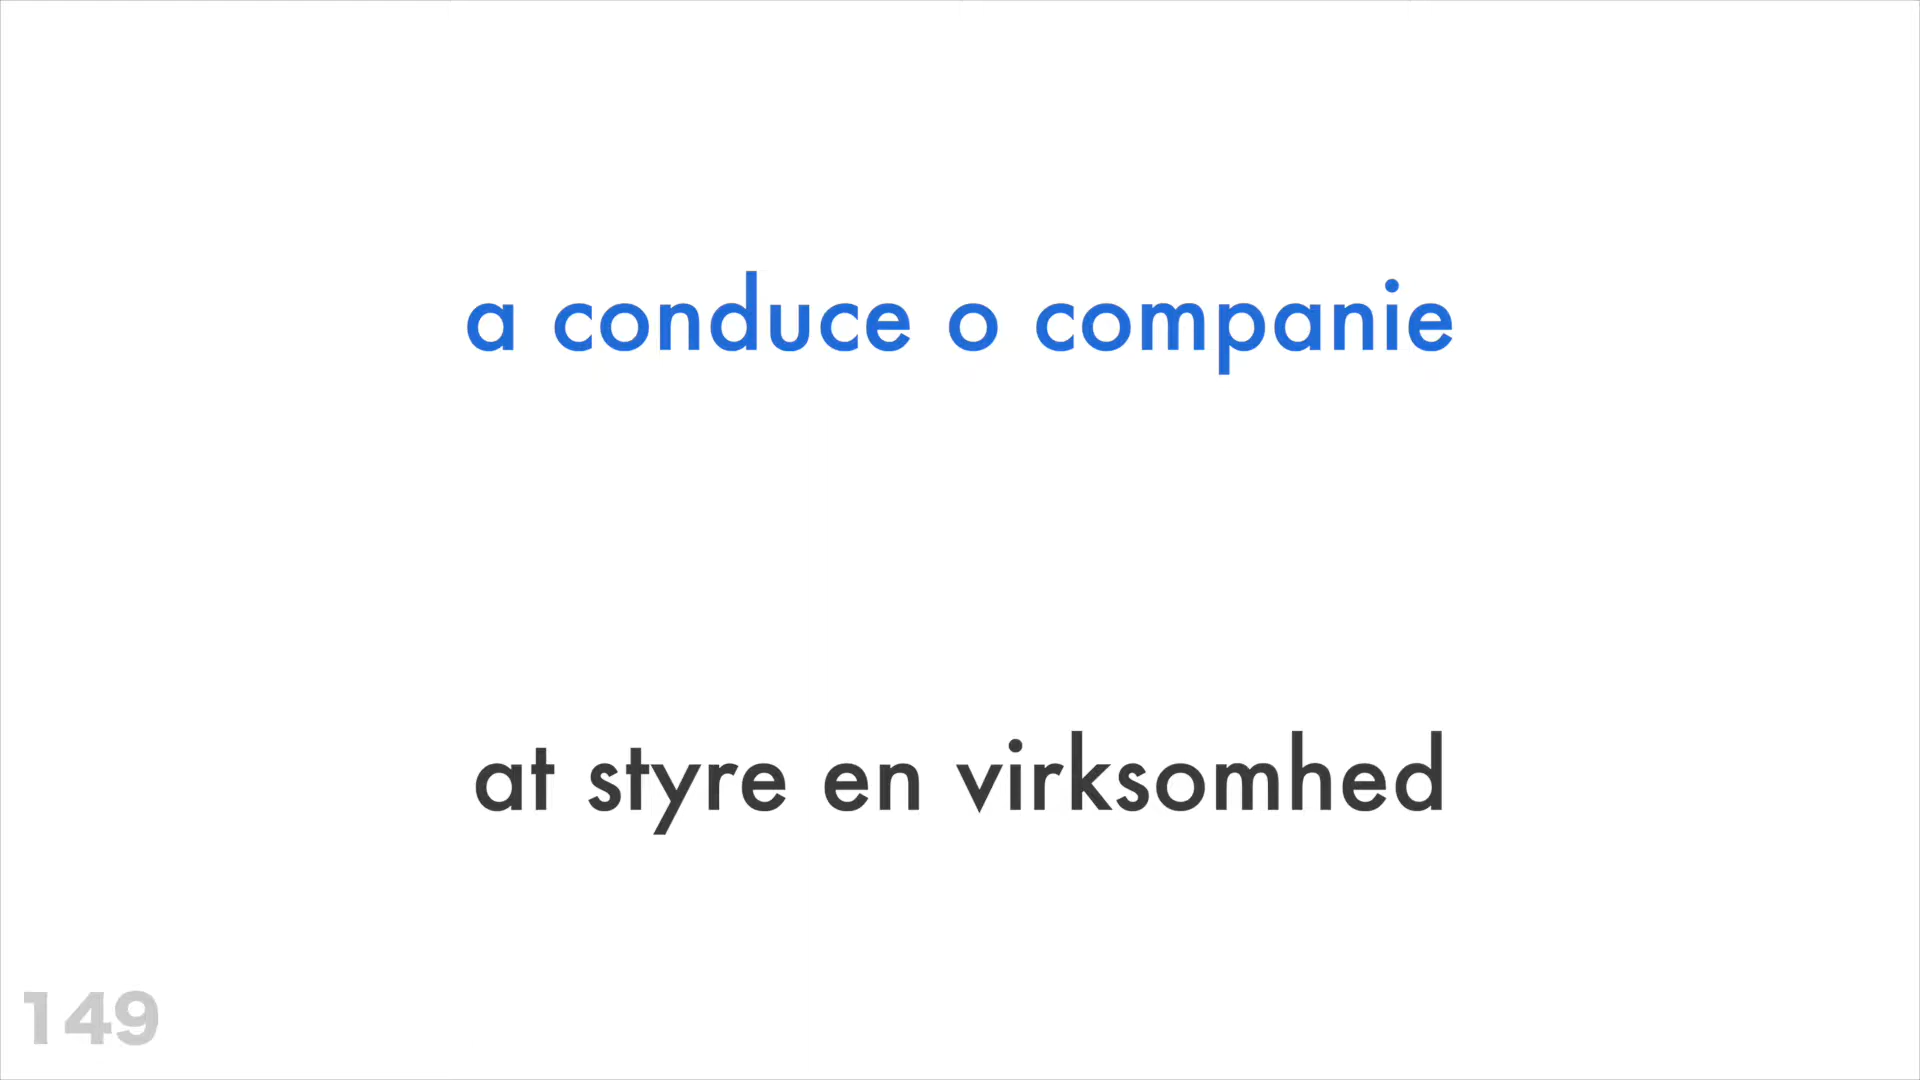 a conduce o companie
at styre en virksomhed
149